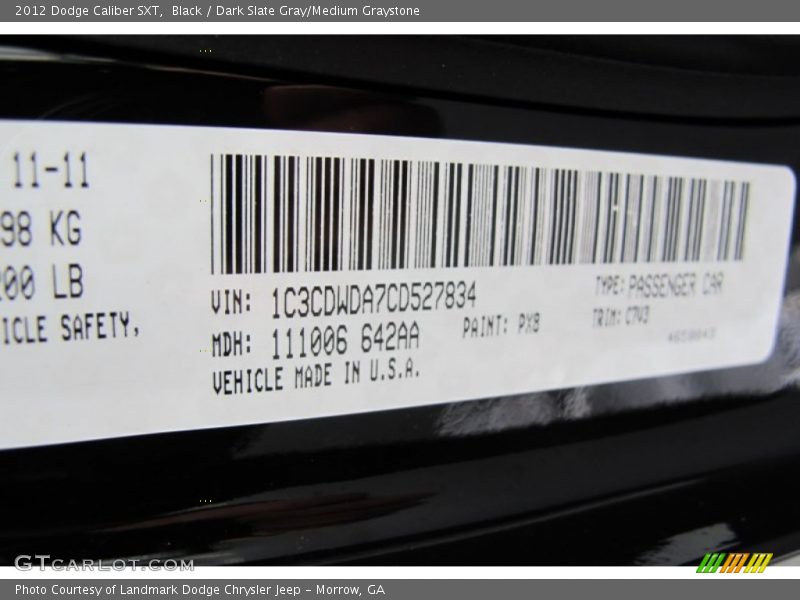 2012 Dodge Caliber SXT,  Black / Dark Slate Gray/Medium Graystone
11-11
98 KG
200 LB
ICLE SAFETY,
VIN: 1C3CDWDA7CD527834
MDH: 111006 642AA
PAINT: PX8
VEHICLE MADE IN U.S.A.
TYPE: PASSENGER CAR
TRIM: C7V3
GTCARLOT.COM
Photo Courtesy of Landmark Dodge Chrysler Jeep – Morrow, GA